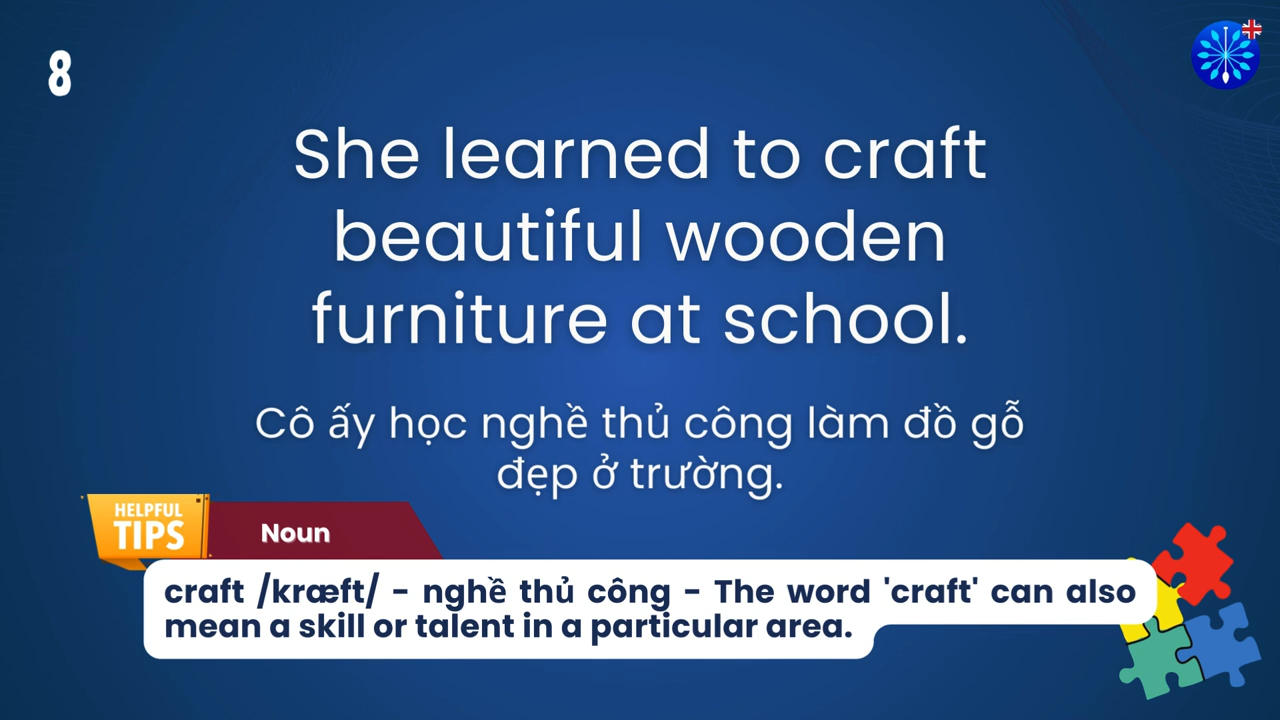 8
She learned to craft
beautiful wooden
furniture at school.
Cô ấy học nghề thủ công làm đồ gỗ
đẹp ở trường.
HELPFUL
TIPS
Noun
craft /kræft/ - nghề thủ công - The word 'craft' can also
mean a skill or talent in a particular area.